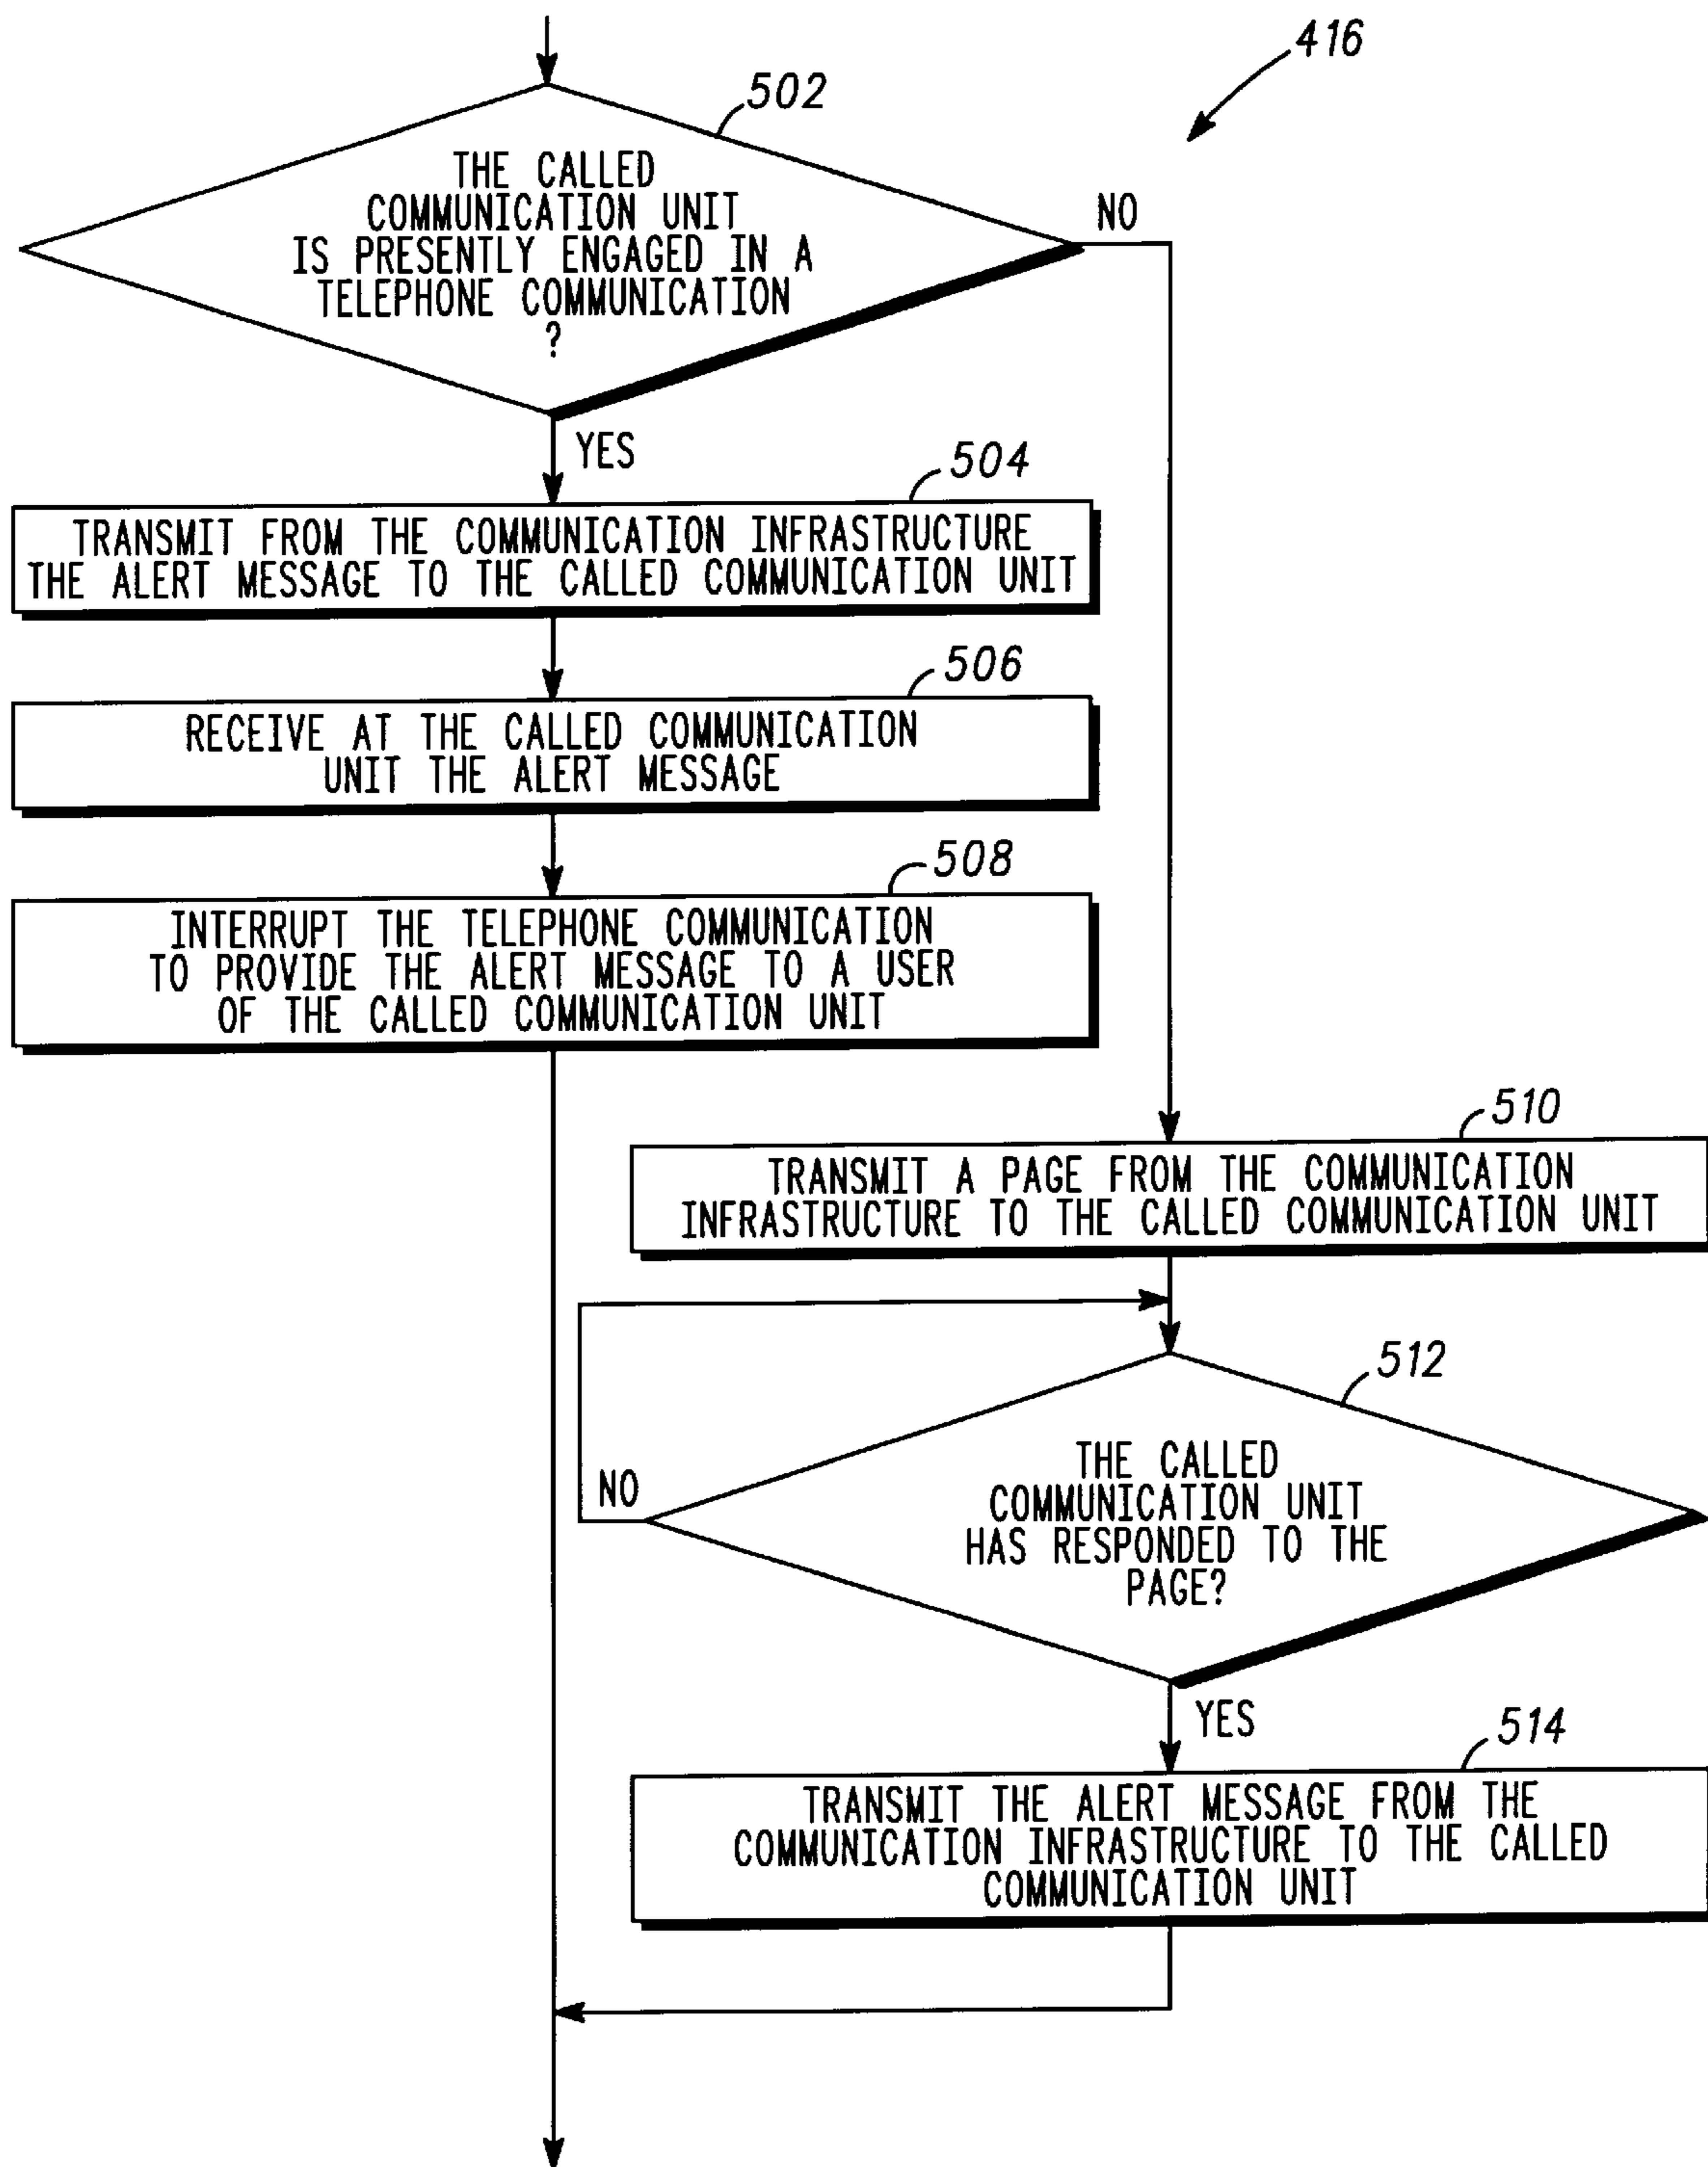 416
502
THE CALLED
COMMUNICATION UNIT
IS PRESENTLY ENGAGED IN A
TELEPHONE COMMUNICATION
?
NO
YES
504
TRANSMIT FROM THE COMMUNICATION INFRASTRUCTURE
THE ALERT MESSAGE TO THE CALLED COMMUNICATION UNIT
506
RECEIVE AT THE CALLED COMMUNICATION
UNIT THE ALERT MESSAGE
508
INTERRUPT THE TELEPHONE COMMUNICATION
TO PROVIDE THE ALERT MESSAGE TO A USER
OF THE CALLED COMMUNICATION UNIT
510
TRANSMIT A PAGE FROM THE COMMUNICATION
INFRASTRUCTURE TO THE CALLED COMMUNICATION UNIT
512
THE CALLED
COMMUNICATION UNIT
HAS RESPONDED TO THE
PAGE?
NO
YES
514
TRANSMIT THE ALERT MESSAGE FROM THE
COMMUNICATION INFRASTRUCTURE TO THE CALLED
COMMUNICATION UNIT